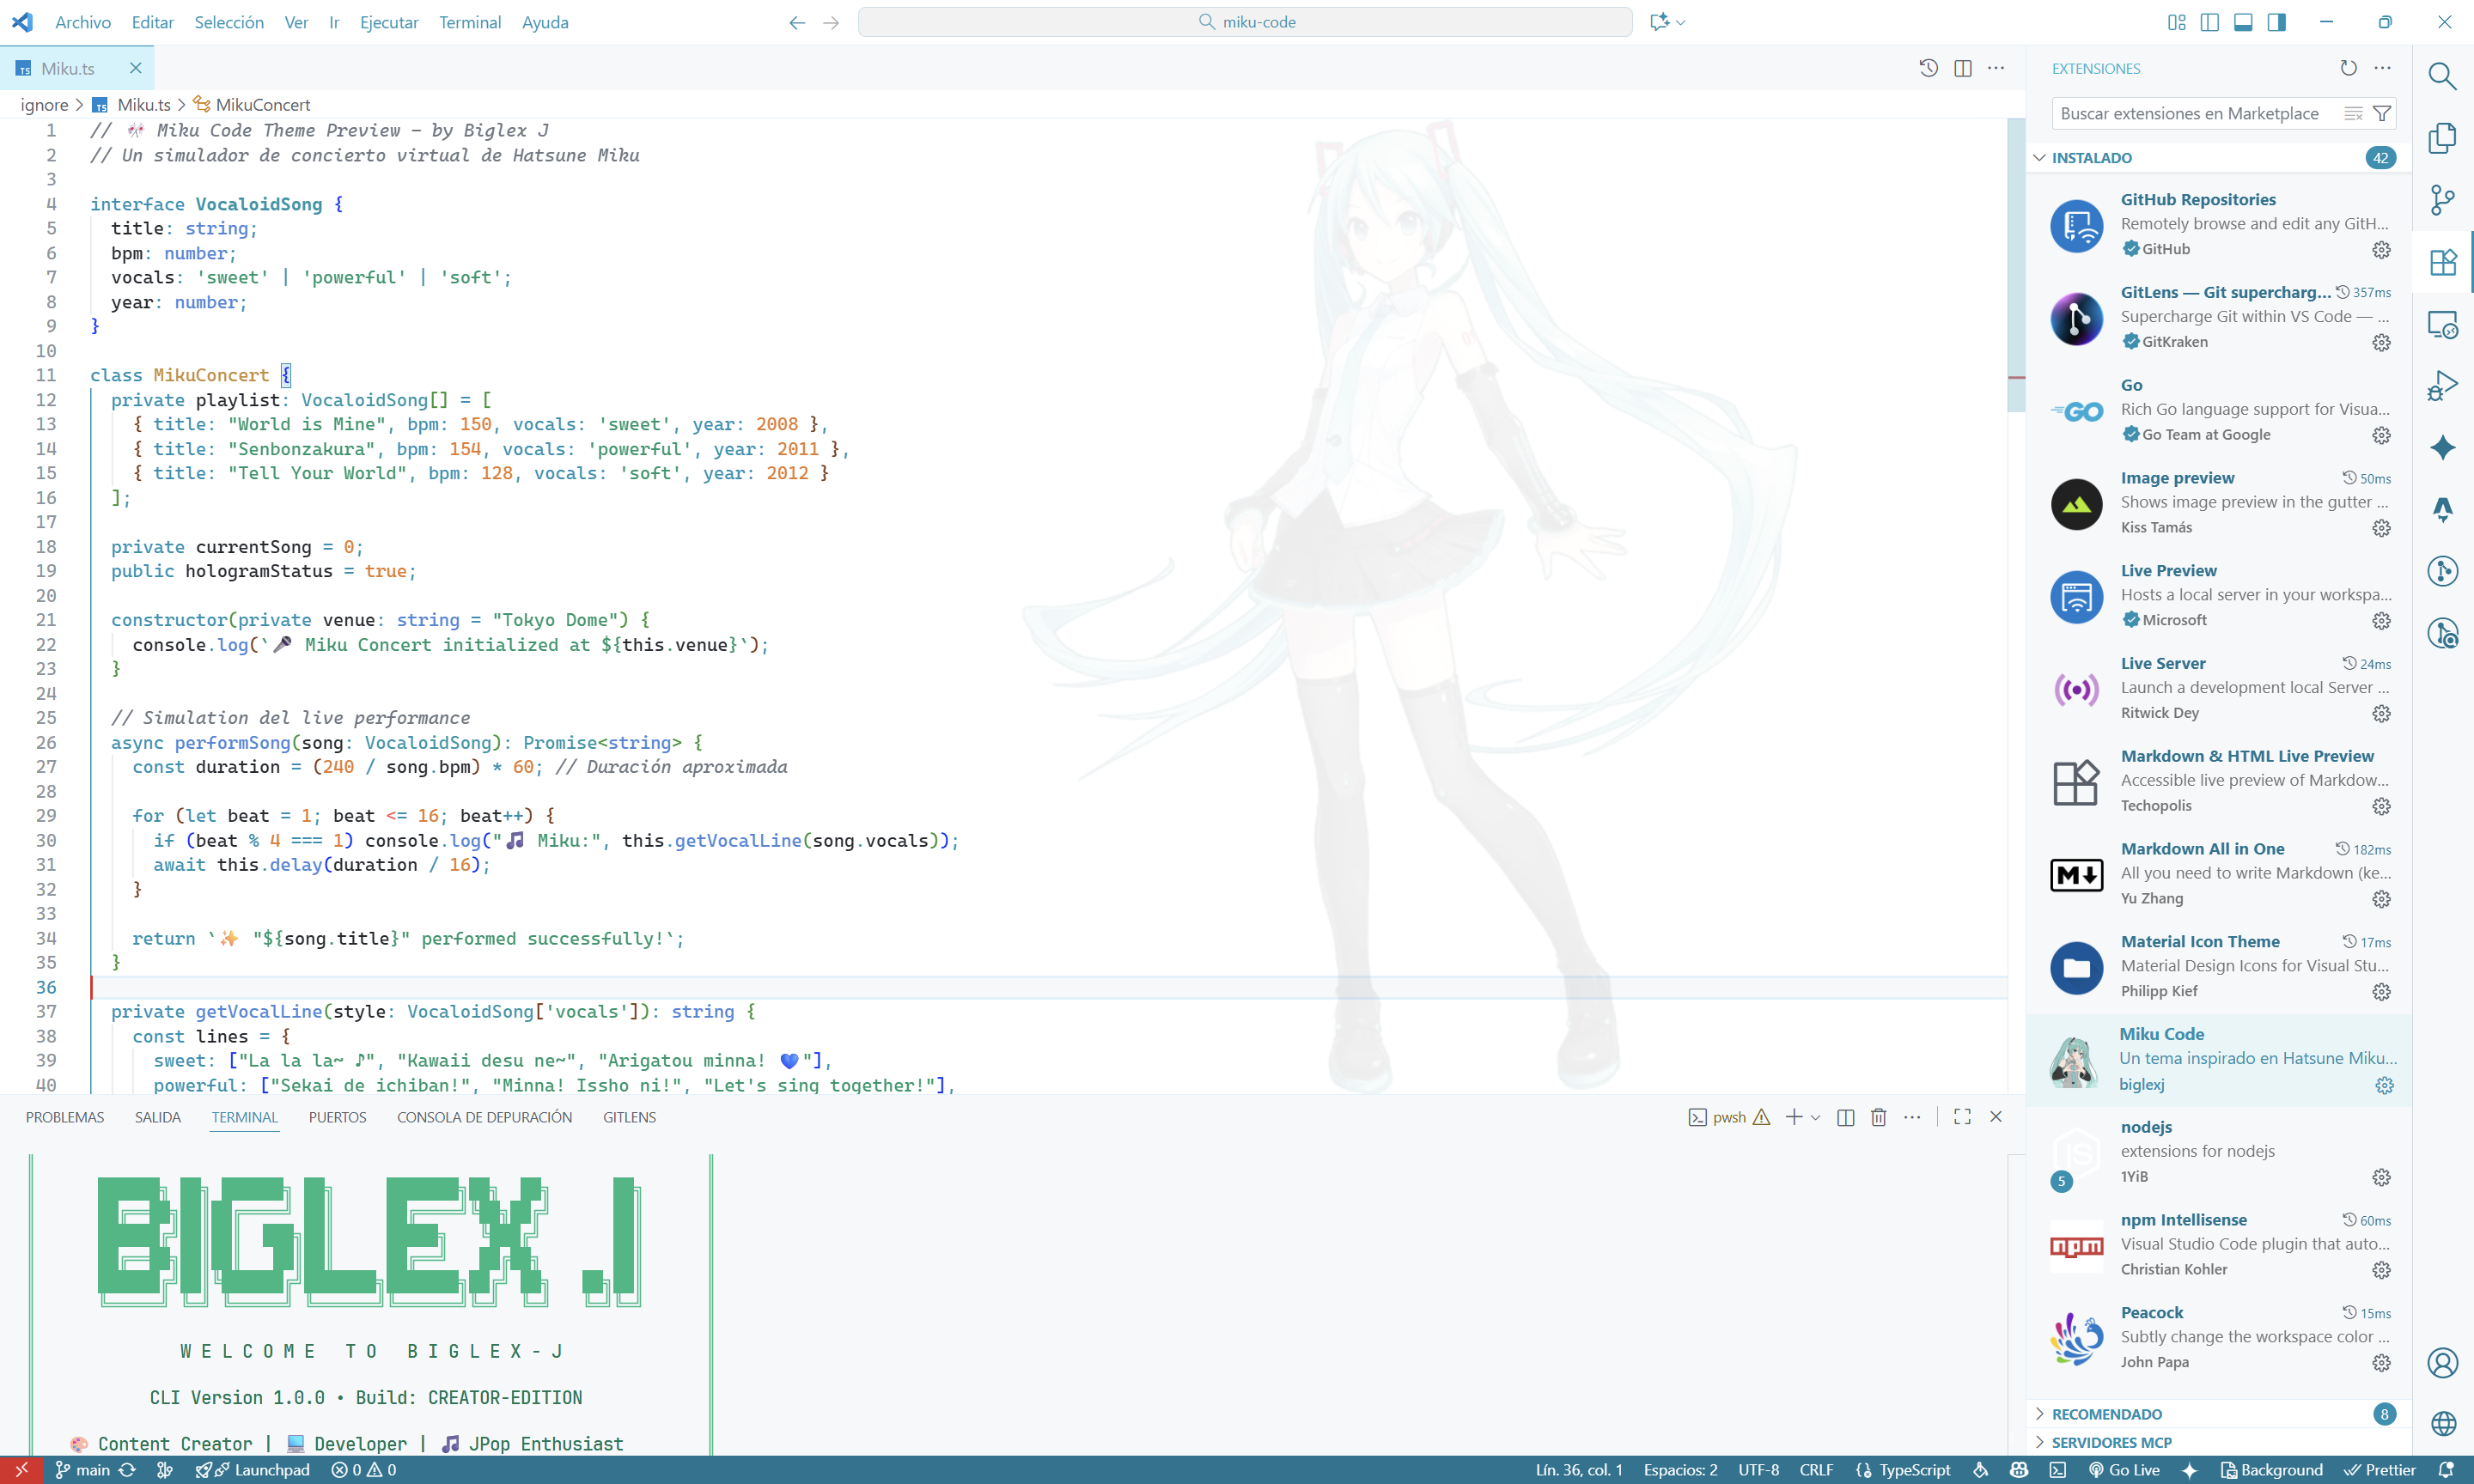 Archivo Editar Selección Ver Ir Ejecutar Terminal Ayuda
miku-code
Miku.ts
ignore > Miku.ts > MikuConcert
1 // 🎌 Miku Code Theme Preview - by Biglex J
2 // Un simulador de concierto virtual de Hatsune Miku
3
4 interface VocaloidSong {
5 title: string;
6 bpm: number;
7 vocals: 'sweet' | 'powerful' | 'soft';
8 year: number;
9 }
10
11 class MikuConcert {
12 private playlist: VocaloidSong[] = [
13 { title: "World is Mine", bpm: 150, vocals: 'sweet', year: 2008 },
14 { title: "Senbonzakura", bpm: 154, vocals: 'powerful', year: 2011 },
15 { title: "Tell Your World", bpm: 128, vocals: 'soft', year: 2012 }
16 ];
17
18 private currentSong = 0;
19 public hologramStatus = true;
20
21 constructor(private venue: string = "Tokyo Dome") {
22 console.log(`🎤 Miku Concert initialized at ${this.venue}`);
23 }
24
25 // Simulation del live performance
26 async performSong(song: VocaloidSong): Promise<string> {
27 const duration = (240 / song.bpm) * 60; // Duración aproximada
28
29 for (let beat = 1; beat <= 16; beat++) {
30 if (beat % 4 === 1) console.log("🎵 Miku:", this.getVocalLine(song.vocals));
31 await this.delay(duration / 16);
32 }
33
34 return `✨ "${song.title}" performed successfully!`;
35 }
36
37 private getVocalLine(style: VocaloidSong['vocals']): string {
38 const lines = {
39 sweet: ["La la la~ ♪", "Kawaii desu ne~", "Arigatou minna! 💙"],
40 powerful: ["Sekai de ichiban!", "Minna! Issho ni!", "Let's sing together!"],
PROBLEMAS SALIDA TERMINAL PUERTOS CONSOLA DE DEPURACIÓN GITLENS
pwsh
BIGLEX J
WELCOME TO BIGLEX-J
CLI Version 1.0.0 • Build: CREATOR-EDITION
🎨 Content Creator | 💻 Developer | 🎵 JPop Enthusiast
EXTENSIONES
Buscar extensiones en Marketplace
INSTALADO 42
GitHub Repositories
Remotely browse and edit any GitH...
GitHub
GitLens — Git supercharg... 357ms
Supercharge Git within VS Code — ...
GitKraken
Go
Rich Go language support for Visua...
Go Team at Google
Image preview 50ms
Shows image preview in the gutter ...
Kiss Tamás
Live Preview
Hosts a local server in your workspa...
Microsoft
Live Server 24ms
Launch a development local Server ...
Ritwick Dey
Markdown & HTML Live Preview
Accessible live preview of Markdow...
Techopolis
Markdown All in One 182ms
All you need to write Markdown (ke...
Yu Zhang
Material Icon Theme 17ms
Material Design Icons for Visual Stu...
Philipp Kief
Miku Code
Un tema inspirado en Hatsune Miku...
biglexj
nodejs
extensions for nodejs
1YiB
5
npm Intellisense 60ms
Visual Studio Code plugin that auto...
Christian Kohler
Peacock 15ms
Subtly change the workspace color ...
John Papa
RECOMENDADO 8
SERVIDORES MCP
main Launchpad 0 0
Lín. 36, col. 1 Espacios: 2 UTF-8 CRLF TypeScript Go Live Background Prettier